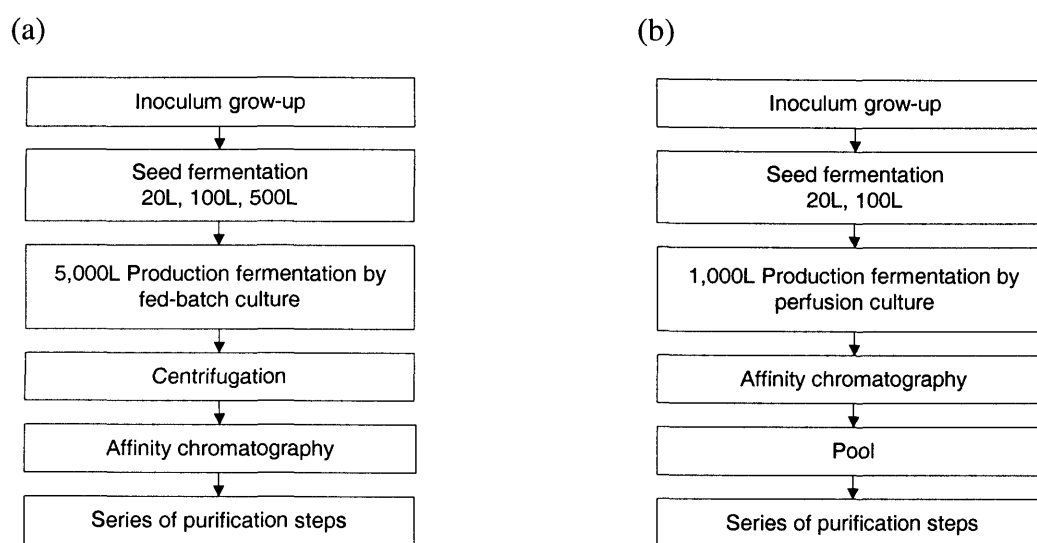 (a)
Inoculum grow-up
Seed fermentation
20L, 100L, 500L
5,000L Production fermentation by
fed-batch culture
Centrifugation
Affinity chromatography
Series of purification steps
(b)
Inoculum grow-up
Seed fermentation
20L, 100L
1,000L Production fermentation by
perfusion culture
Affinity chromatography
Pool
Series of purification steps